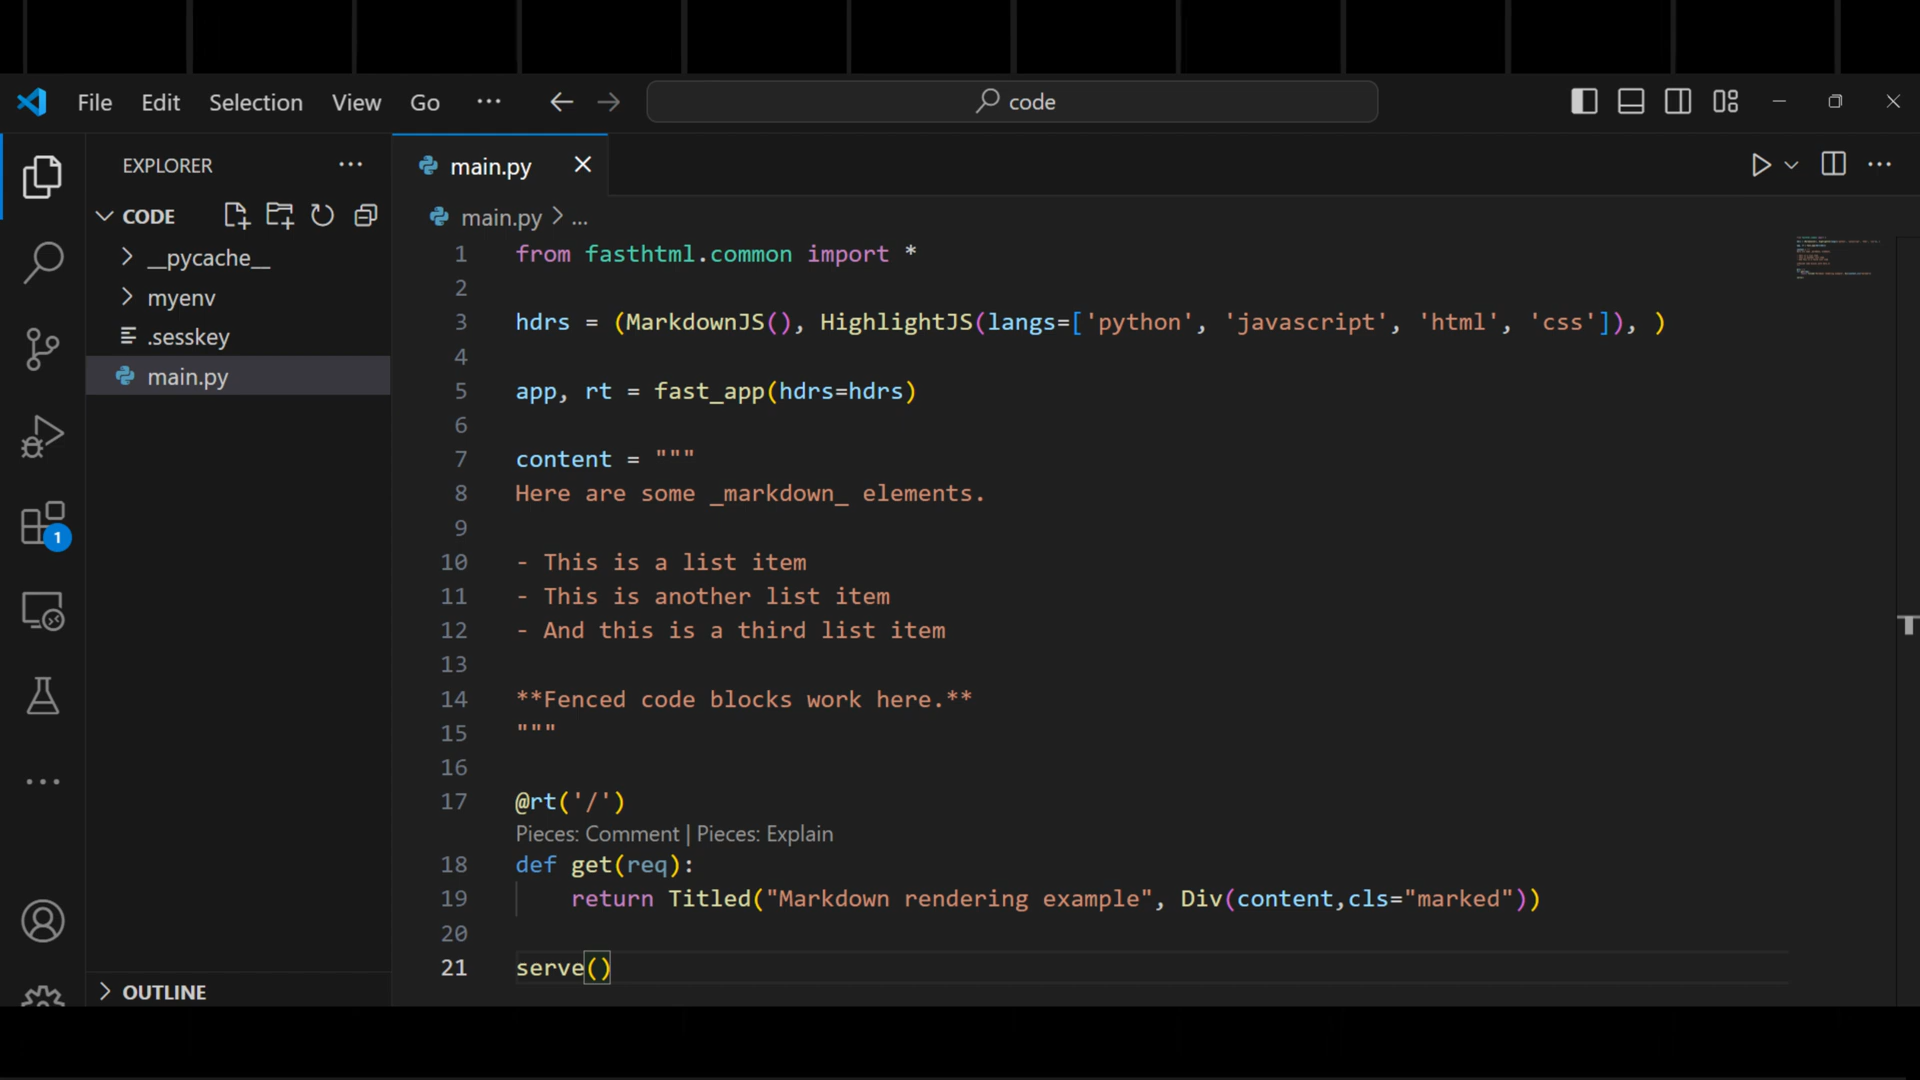 File Edit Selection View Go ··· code
EXPLORER ···
CODE
__pycache__
myenv
.sesskey
main.py
1
OUTLINE
main.py
main.py > ...
1 from fasthtml.common import *
2
3 hdrs = (MarkdownJS(), HighlightJS(langs=['python', 'javascript', 'html', 'css']), )
4
5 app, rt = fast_app(hdrs=hdrs)
6
7 content = """
8 Here are some _markdown_ elements.
9
10 - This is a list item
11 - This is another list item
12 - And this is a third list item
13
14 **Fenced code blocks work here.**
15 """
16
17 @rt('/')
Pieces: Comment | Pieces: Explain
18 def get(req):
19     return Titled("Markdown rendering example", Div(content,cls="marked"))
20
21 serve()